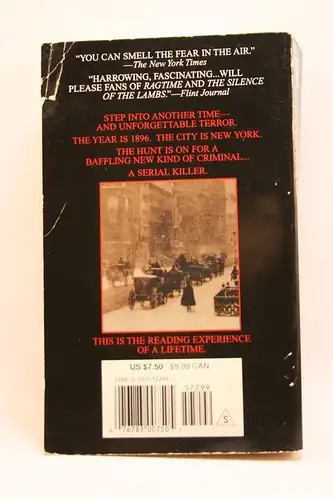 "YOU CAN SMELL THE FEAR IN THE AIR."
—The New York Times
"HARROWING, FASCINATING...WILL
PLEASE FANS OF RAGTIME AND THE SILENCE
OF THE LAMBS."—Flint Journal
STEP INTO ANOTHER TIME—
AND UNFORGETTABLE TERROR.
THE YEAR IS 1896. THE CITY IS NEW YORK.
THE HUNT IS ON FOR A
BAFFLING NEW KIND OF CRIMINAL...
A SERIAL KILLER.
THIS IS THE READING EXPERIENCE
OF A LIFETIME.
US $7.50 $9.99 CAN
57299
76783 00750
S